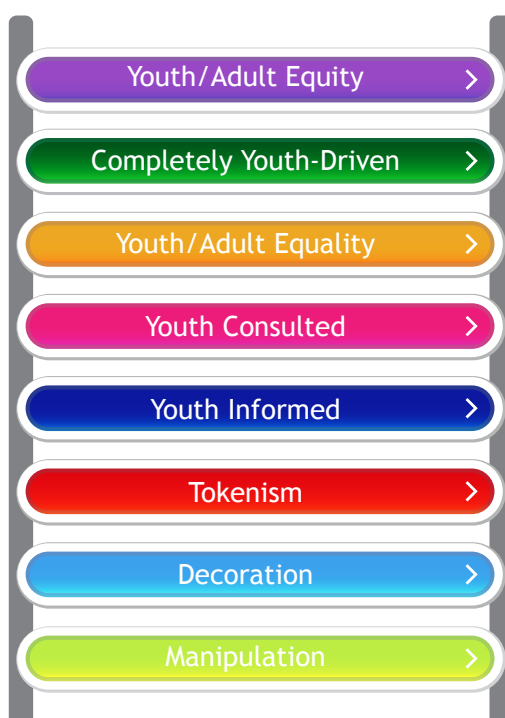 Youth/Adult Equity
Completely Youth-Driven
Youth/Adult Equality
Youth Consulted
Youth Informed
Tokenism
Decoration
Manipulation